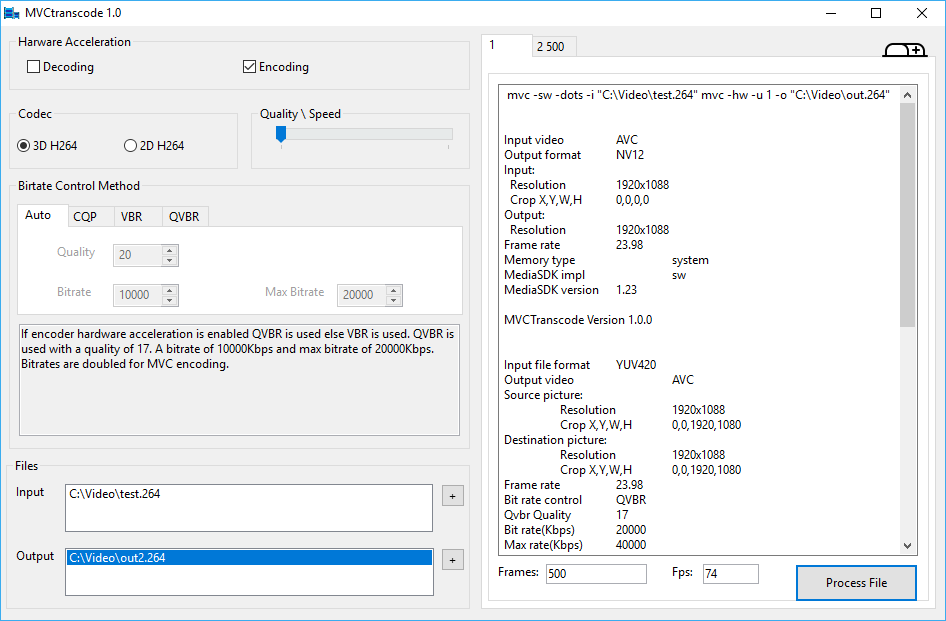 MVCtranscode 1.0
Harware Acceleration
Decoding
Encoding
Codec
3D H264
2D H264
Quality \ Speed
Birtate Control Method
Auto
CQP
VBR
QVBR
Quality
20
Bitrate
10000
Max Bitrate
20000
If encoder hardware acceleration is enabled QVBR is used else VBR is used. QVBR is
used with a quality of 17. A bitrate of 10000Kbps and max bitrate of 20000Kbps.
Bitrates are doubled for MVC encoding.
Files
Input
C:\Video\test.264
+
Output
C:\Video\out2.264
+
1
2 500
mvc -sw -dots -i "C:\Video\test.264" mvc -hw -u 1 -o "C:\Video\out.264"
Input video AVC
Output format NV12
Input:
Resolution 1920x1088
Crop X,Y,W,H 0,0,0,0
Output:
Resolution 1920x1088
Frame rate 23.98
Memory type system
MediaSDK impl sw
MediaSDK version 1.23
MVCTranscode Version 1.0.0
Input file format YUV420
Output video AVC
Source picture:
Resolution 1920x1088
Crop X,Y,W,H 0,0,1920,1080
Destination picture:
Resolution 1920x1088
Crop X,Y,W,H 0,0,1920,1080
Frame rate 23.98
Bit rate control QVBR
Qvbr Quality 17
Bit rate(Kbps) 20000
Max rate(Kbps) 40000
Frames: 500
Fps: 74
Process File